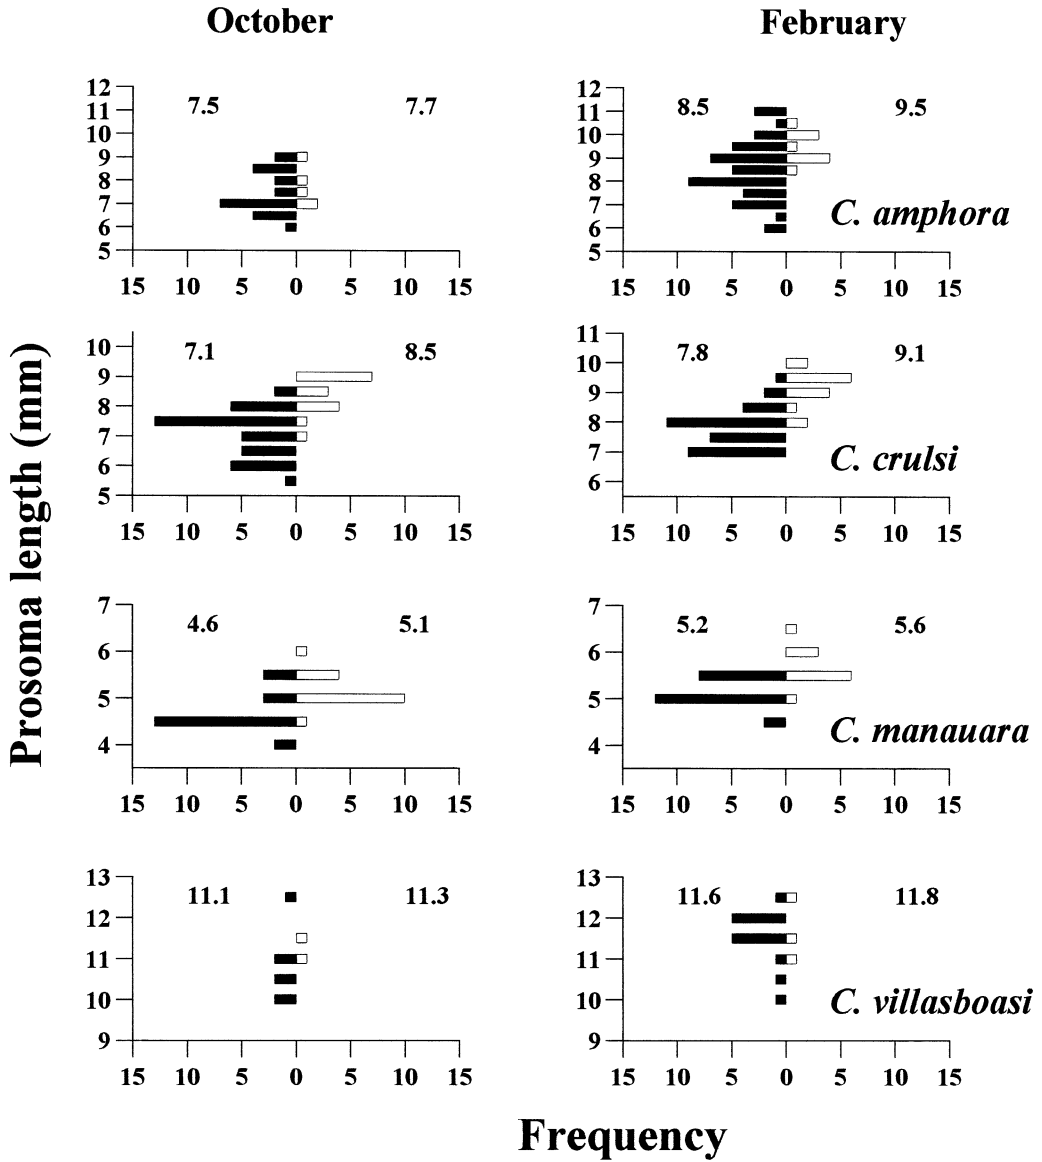 October February
12 11 10 9 8 7 6 5
7.5 7.7
15 10 5 0 5 10 15
12 11 10 9 8 7 6 5
8.5 9.5
C. amphora
15 10 5 0 5 10 15
10 9 8 7 6 5
7.1 8.5
15 10 5 0 5 10 15
11 10 9 8 7 6
7.8 9.1
C. crulsi
15 10 5 0 5 10 15
Prosoma length (mm)
7 6 5 4
4.6 5.1
15 10 5 0 5 10 15
7 6 5 4
5.2 5.6
C. manauara
15 10 5 0 5 10 15
13 12 11 10 9
11.1 11.3
15 10 5 0 5 10 15
13 12 11 10 9
11.6 11.8
C. villasboasi
15 10 5 0 5 10 15
Frequency